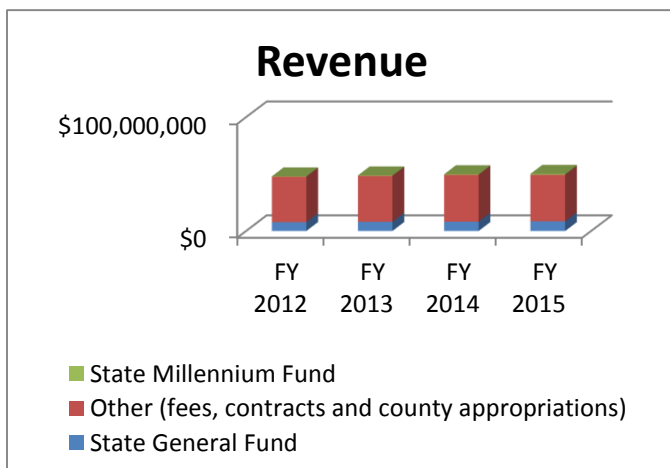 Revenue
$100,000,000
$0
FY 2012
FY 2013
FY 2014
FY 2015
State Millennium Fund
Other (fees, contracts and county appropriations)
State General Fund